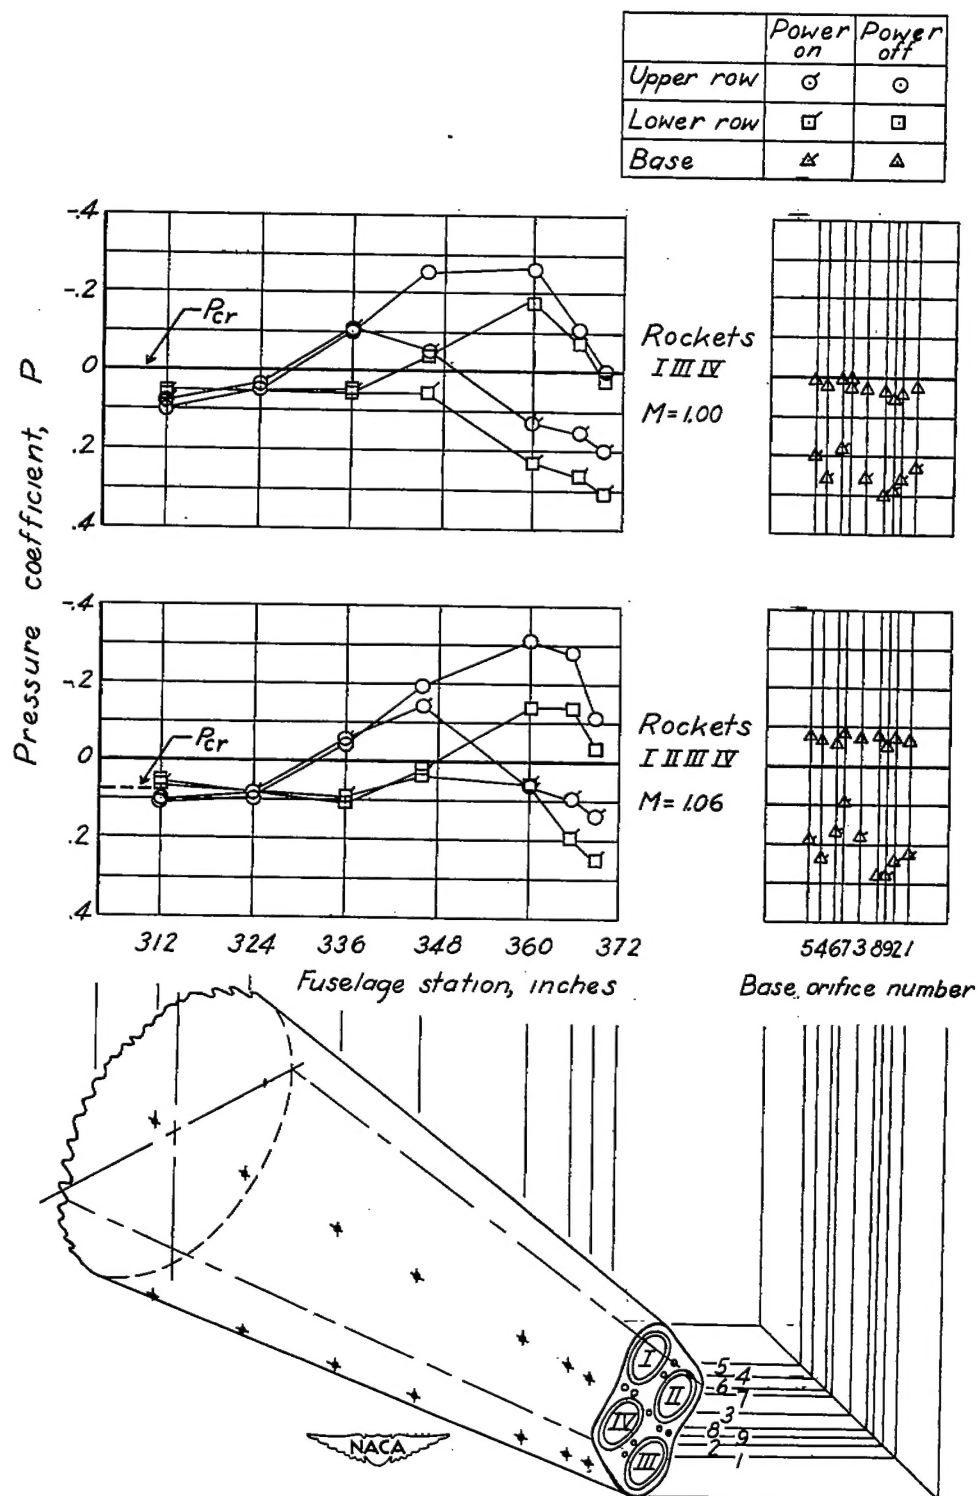 Power on Power off
Upper row
Lower row
Base
Pressure coefficient, P
-.4
-.2
0
.2
.4
Pcr
Rockets
I III IV
M=1.00
-.4
-.2
0
.2
.4
Pcr
Rockets
I II III IV
M=1.06
312 324 336 348 360 372
Fuselage station, inches
546738921
Base orifice number
I
II
IV
III
5
4
6
7
3
8
9
2
1
NACA